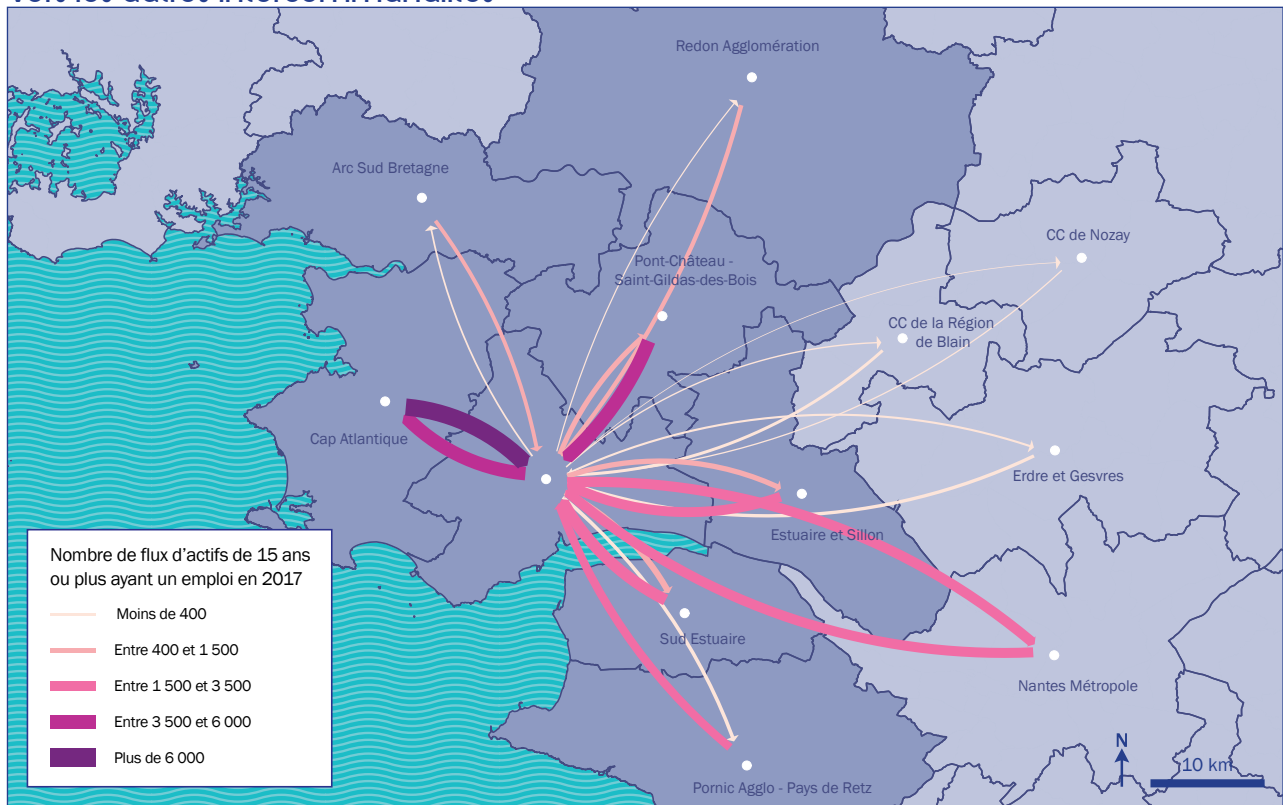 vers les autres intercommunalités
Redon Agglomération
Arc Sud Bretagne
CC de Nozay
Pont-Château -
Saint-Gildas-des-Bois
CC de la Région
de Blain
Cap Atlantique
Erdre et Gesvres
Estuaire et Sillon
Sud Estuaire
Nantes Métropole
Pornic Agglo - Pays de Retz
Nombre de flux d'actifs de 15 ans
ou plus ayant un emploi en 2017
Moins de 400
Entre 400 et 1 500
Entre 1 500 et 3 500
Entre 3 500 et 6 000
Plus de 6 000
N
10 km